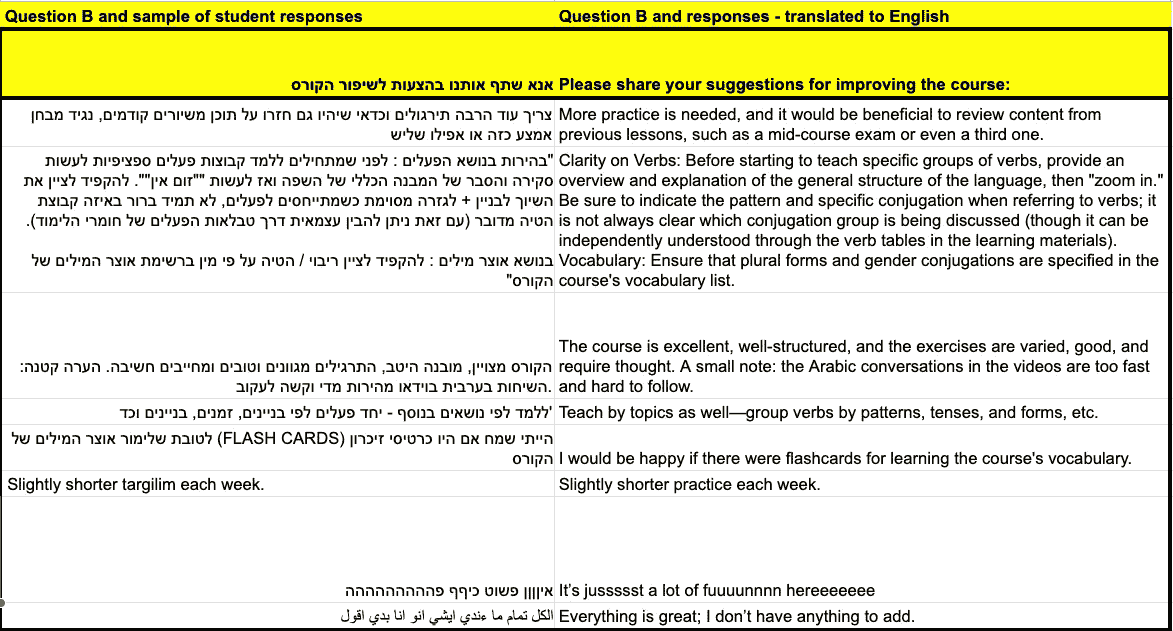 Question B and sample of student responses
Question B and responses - translated to English
אנא שתף אותנו בהצעות לשיפור הקורס
Please share your suggestions for improving the course:
צריך עוד הרבה תירגולים וכדאי שיהיו גם חזרו על תוכן משיורים קודמים, נגיד מבחן
אמצע כזה או אפילו שליש
More practice is needed, and it would be beneficial to review content from
previous lessons, such as a mid-course exam or even a third one.
"בהירות בנושא הפעלים : לפני שמתחילים ללמד קבוצות פעלים ספציפיות לעשות
סקירה והסבר של המבנה הכללי של השפה ואז לעשות ""זום אין"". להקפיד לציין את
השיוך לבניין + לגזרה מסוימת כשמתייחסים לפעלים, לא תמיד ברור באיזה קבוצת
הטיה מדובר (עם זאת ניתן להבין עצמאית דרך טבלאות הפעלים של חומרי הלימוד).
בנושא אוצר מילים : להקפיד לציין ריבוי / הטיה על פי מין ברשימת אוצר המילים של
הקורס"
Clarity on Verbs: Before starting to teach specific groups of verbs, provide an
overview and explanation of the general structure of the language, then "zoom in."
Be sure to indicate the pattern and specific conjugation when referring to verbs; it
is not always clear which conjugation group is being discussed (though it can be
independently understood through the verb tables in the learning materials).
Vocabulary: Ensure that plural forms and gender conjugations are specified in the
course's vocabulary list.
הקורס מצויין, מובנה היטב, התרגילים מגוונים וטובים ומחייבים חשיבה. הערה קטנה:
השיחות בערבית בוידאו מהירות מדי וקשה לעקוב.
The course is excellent, well-structured, and the exercises are varied, good, and
require thought. A small note: the Arabic conversations in the videos are too fast
and hard to follow.
ללמד לפי נושאים בנוסף - יחד פעלים לפי בניינים, זמנים, בניינים וכד'
Teach by topics as well—group verbs by patterns, tenses, and forms, etc.
הייתי שמח אם היו כרטיסי זיכרון (FLASH CARDS) לטובת שלימור אוצר המילים של
הקורס
I would be happy if there were flashcards for learning the course's vocabulary.
Slightly shorter targilim each week.
Slightly shorter practice each week.
איןןןן פשוט כיףף פהההההההההה
It's jussssst a lot of fuuuunnnn hereeeeeee
الكل تمام ما ءندي ايشي انو انا بدي اقول
Everything is great; I don't have anything to add.